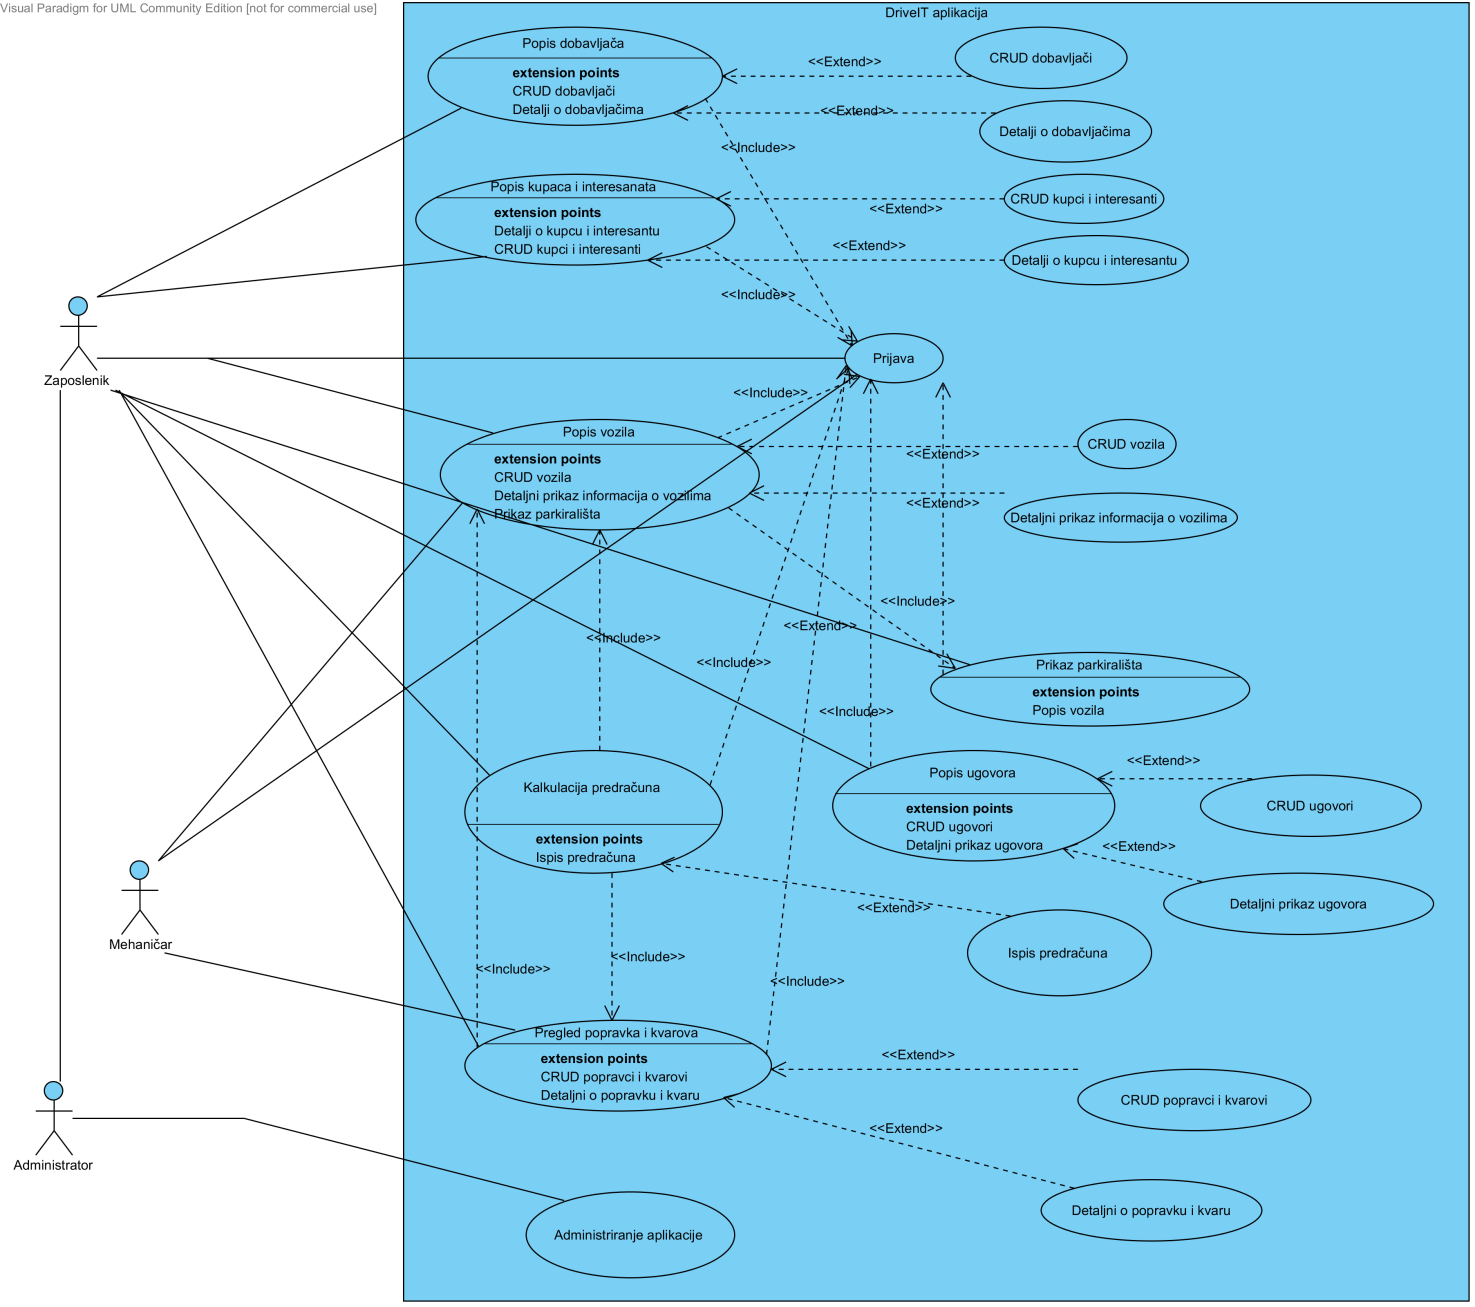 Visual Paradigm for UML Community Edition [not for commercial use]
DriveIT aplikacija
Popis dobavljača
extension points
CRUD dobavljači
Detalji o dobavljačima
<<Extend>>
CRUD dobavljači
<<Extend>>
Detalji o dobavljačima
<<Include>>
Popis kupaca i interesanata
extension points
Detalji o kupcu i interesantu
CRUD kupci i interesanti
<<Extend>>
CRUD kupci i interesanti
<<Extend>>
Detalji o kupcu i interesantu
<<Include>>
Zaposlenik
Prijava
<<Include>>
Popis vozila
extension points
CRUD vozila
Detaljni prikaz informacija o vozilima
Prikaz parkirališta
<<Extend>>
CRUD vozila
<<Extend>>
Detaljni prikaz informacija o vozilima
<<Include>>
<<Extend>>
<<Include>>
<<Include>>
Prikaz parkirališta
extension points
Popis vozila
<<Include>>
Kalkulacija predračuna
extension points
Ispis predračuna
Popis ugovora
extension points
CRUD ugovori
Detaljni prikaz ugovora
<<Extend>>
CRUD ugovori
<<Extend>>
Detaljni prikaz ugovora
<<Extend>>
Ispis predračuna
Mehaničar
<<Include>>
<<Include>>
<<Include>>
Pregled popravka i kvarova
extension points
CRUD popravci i kvarovi
Detaljni o popravku i kvaru
<<Extend>>
CRUD popravci i kvarovi
<<Extend>>
Detaljni o popravku i kvaru
Administrator
Administriranje aplikacije